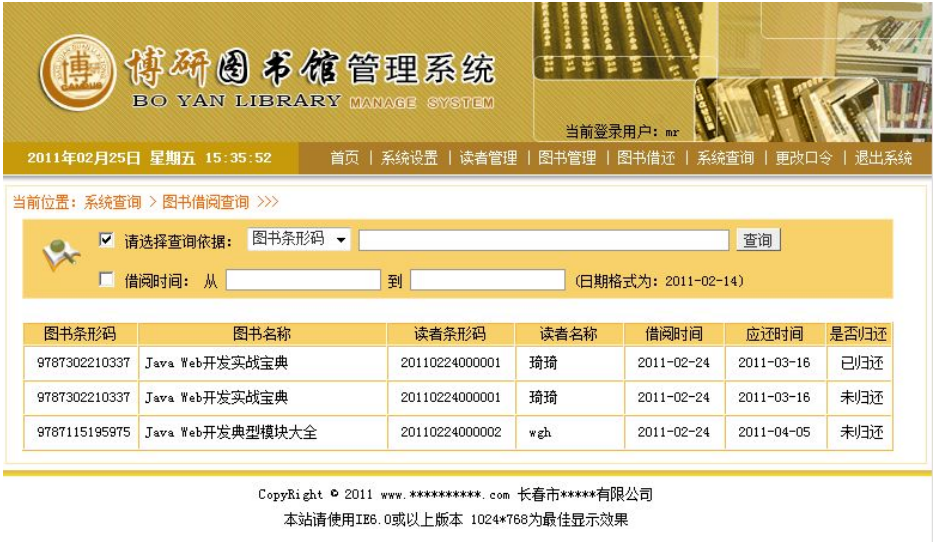 博
博研图书馆管理系统
BO YAN LIBRARY MANAGE SYSTEM
当前登录用户: mr
2011年02月25日 星期五 15:35:52 首页 | 系统设置 | 读者管理 | 图书管理 | 图书借还 | 系统查询 | 更改口令 | 退出系统
当前位置: 系统查询 > 图书借阅查询 >>>
请选择查询依据: 图书条形码 查询
借阅时间: 从 到 (日期格式为: 2011-02-14)
图书条形码 图书名称 读者条形码 读者名称 借阅时间 应还时间 是否归还
9787302210337 Java Web开发实战宝典 20110224000001 琦琦 2011-02-24 2011-03-16 已归还
9787302210337 Java Web开发实战宝典 20110224000001 琦琦 2011-02-24 2011-03-16 未归还
9787115195975 Java Web开发典型模块大全 20110224000002 wgh 2011-02-24 2011-04-05 未归还
CopyRight © 2011 www.**********.com 长春市*****有限公司
本站请使用IE6.0或以上版本 1024*768为最佳显示效果